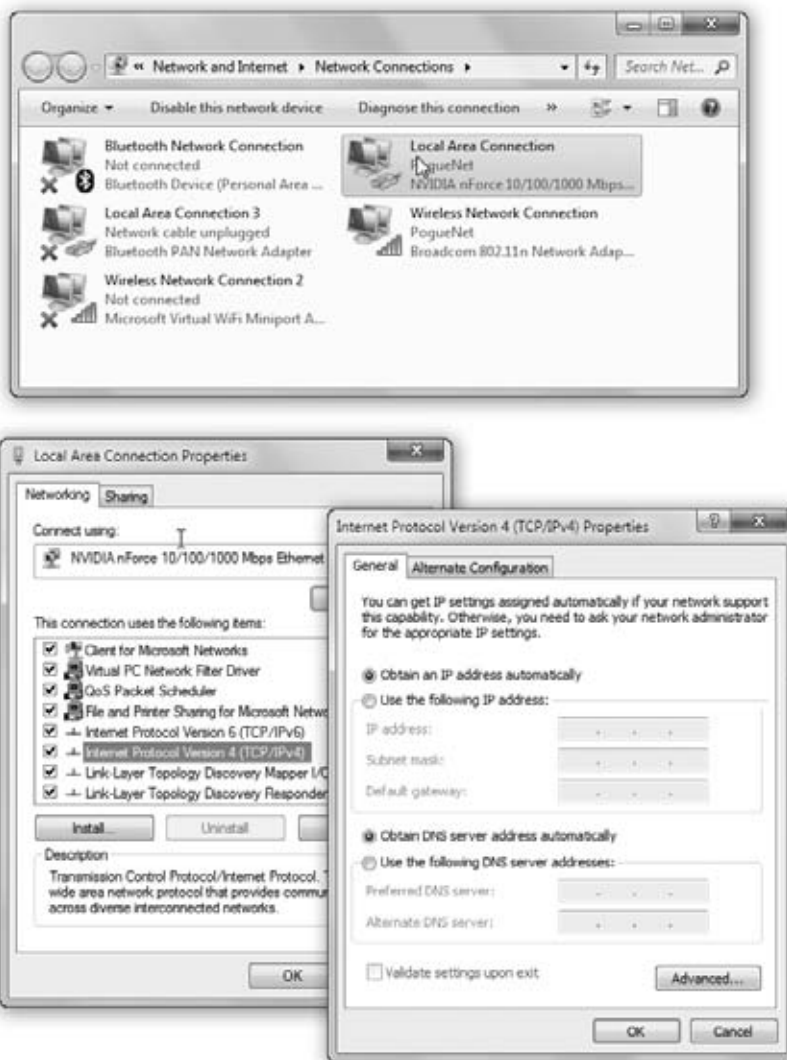 « Network and Internet ▸ Network Connections ▸
Search Net...
Organize
Disable this network device
Diagnose this connection
»
Bluetooth Network Connection
Not connected
Bluetooth Device (Personal Area ...
Local Area Connection
PogueNet
NVIDIA nForce 10/100/1000 Mbps...
Local Area Connection 3
Network cable unplugged
Bluetooth PAN Network Adapter
Wireless Network Connection
PogueNet
Broadcom 802.11n Network Adap...
Wireless Network Connection 2
Not connected
Microsoft Virtual WiFi Miniport A...
Local Area Connection Properties
Networking
Sharing
Connect using:
NVIDIA nForce 10/100/1000 Mbps Ethernet
This connection uses the following items:
Client for Microsoft Networks
Virtual PC Network Filter Driver
QoS Packet Scheduler
File and Printer Sharing for Microsoft Netwo
Internet Protocol Version 6 (TCP/IPv6)
Internet Protocol Version 4 (TCP/IPv4)
Link-Layer Topology Discovery Mapper I/O
Link-Layer Topology Discovery Responder
Install...
Uninstall
Description
Transmission Control Protocol/Internet Protocol.
wide area network protocol that provides commun
across diverse interconnected networks.
OK
Internet Protocol Version 4 (TCP/IPv4) Properties
General
Alternate Configuration
You can get IP settings assigned automatically if your network support
this capability. Otherwise, you need to ask your network administrator
for the appropriate IP settings.
Obtain an IP address automatically
Use the following IP address:
IP address:
Subnet mask:
Default gateway:
Obtain DNS server address automatically
Use the following DNS server addresses:
Preferred DNS server:
Alternate DNS server:
Validate settings upon exit
Advanced...
OK
Cancel